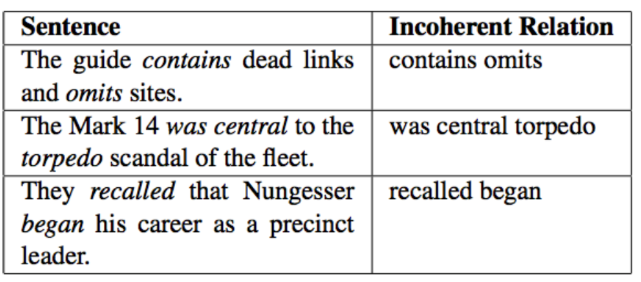 Sentence Incoherent Relation
The guide contains dead links contains omits
and omits sites.
The Mark 14 was central to the was central torpedo
torpedo scandal of the fleet.
They recalled that Nungesser recalled began
began his career as a precinct
leader.